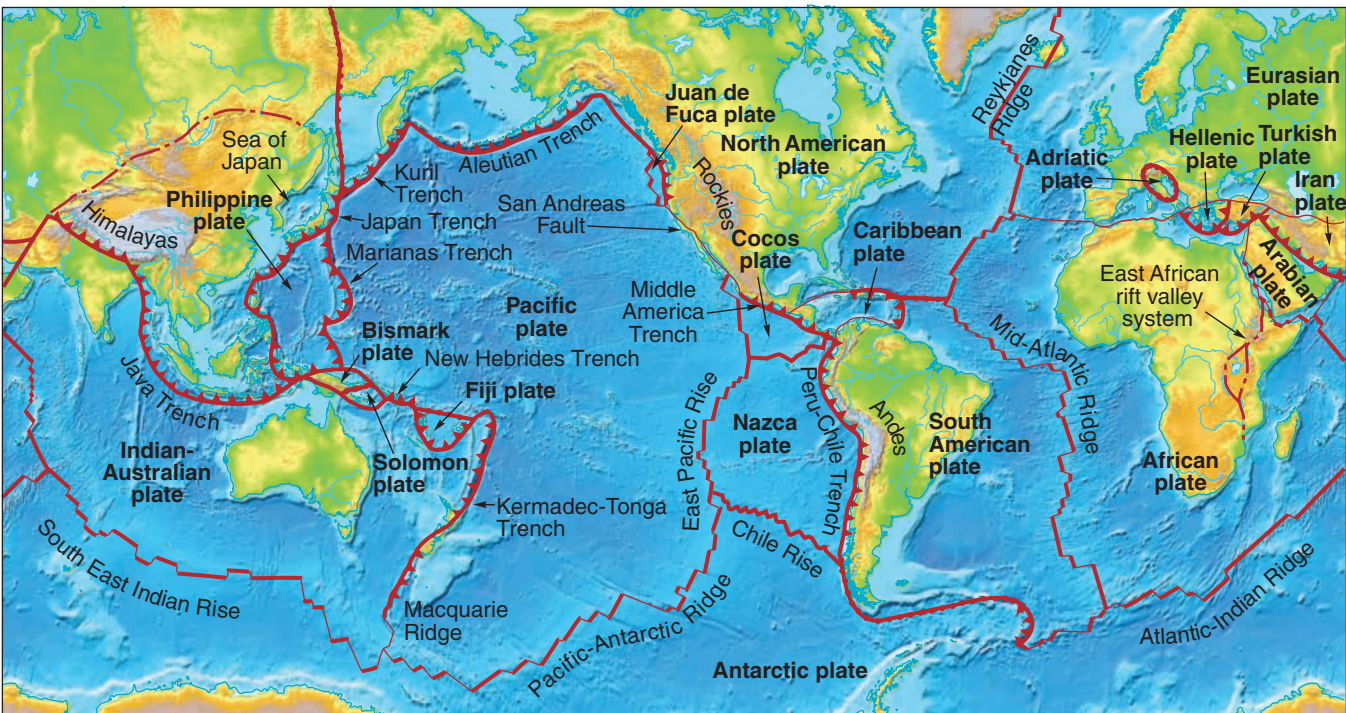 Reykjanes
Ridge
Eurasian
plate
Juan de
Fuca plate
North American
plate
Aleutian Trench
Sea of
Japan
Kuril
Trench
Hellenic
plate
Turkish
plate
Adriatic
plate
Iran
plate
Philippine
plate
Himalayas
Japan Trench
San Andreas
Fault
Rockies
Cocos
plate
Caribbean
plate
Marianas Trench
Arabian
plate
East African
rift valley
system
Middle
America
Trench
Pacific
plate
Bismark
plate
New Hebrides Trench
Fiji plate
Mid-Atlantic Ridge
Java Trench
East Pacific Rise
Peru-Chile Trench
Andes
Nazca
plate
South
American
plate
Indian-
Australian
plate
Solomon
plate
African
plate
Kermadec-Tonga
Trench
Chile Rise
South East Indian Rise
Macquarie
Ridge
Pacific-Antarctic Ridge
Atlantic-Indian Ridge
Antarctic plate